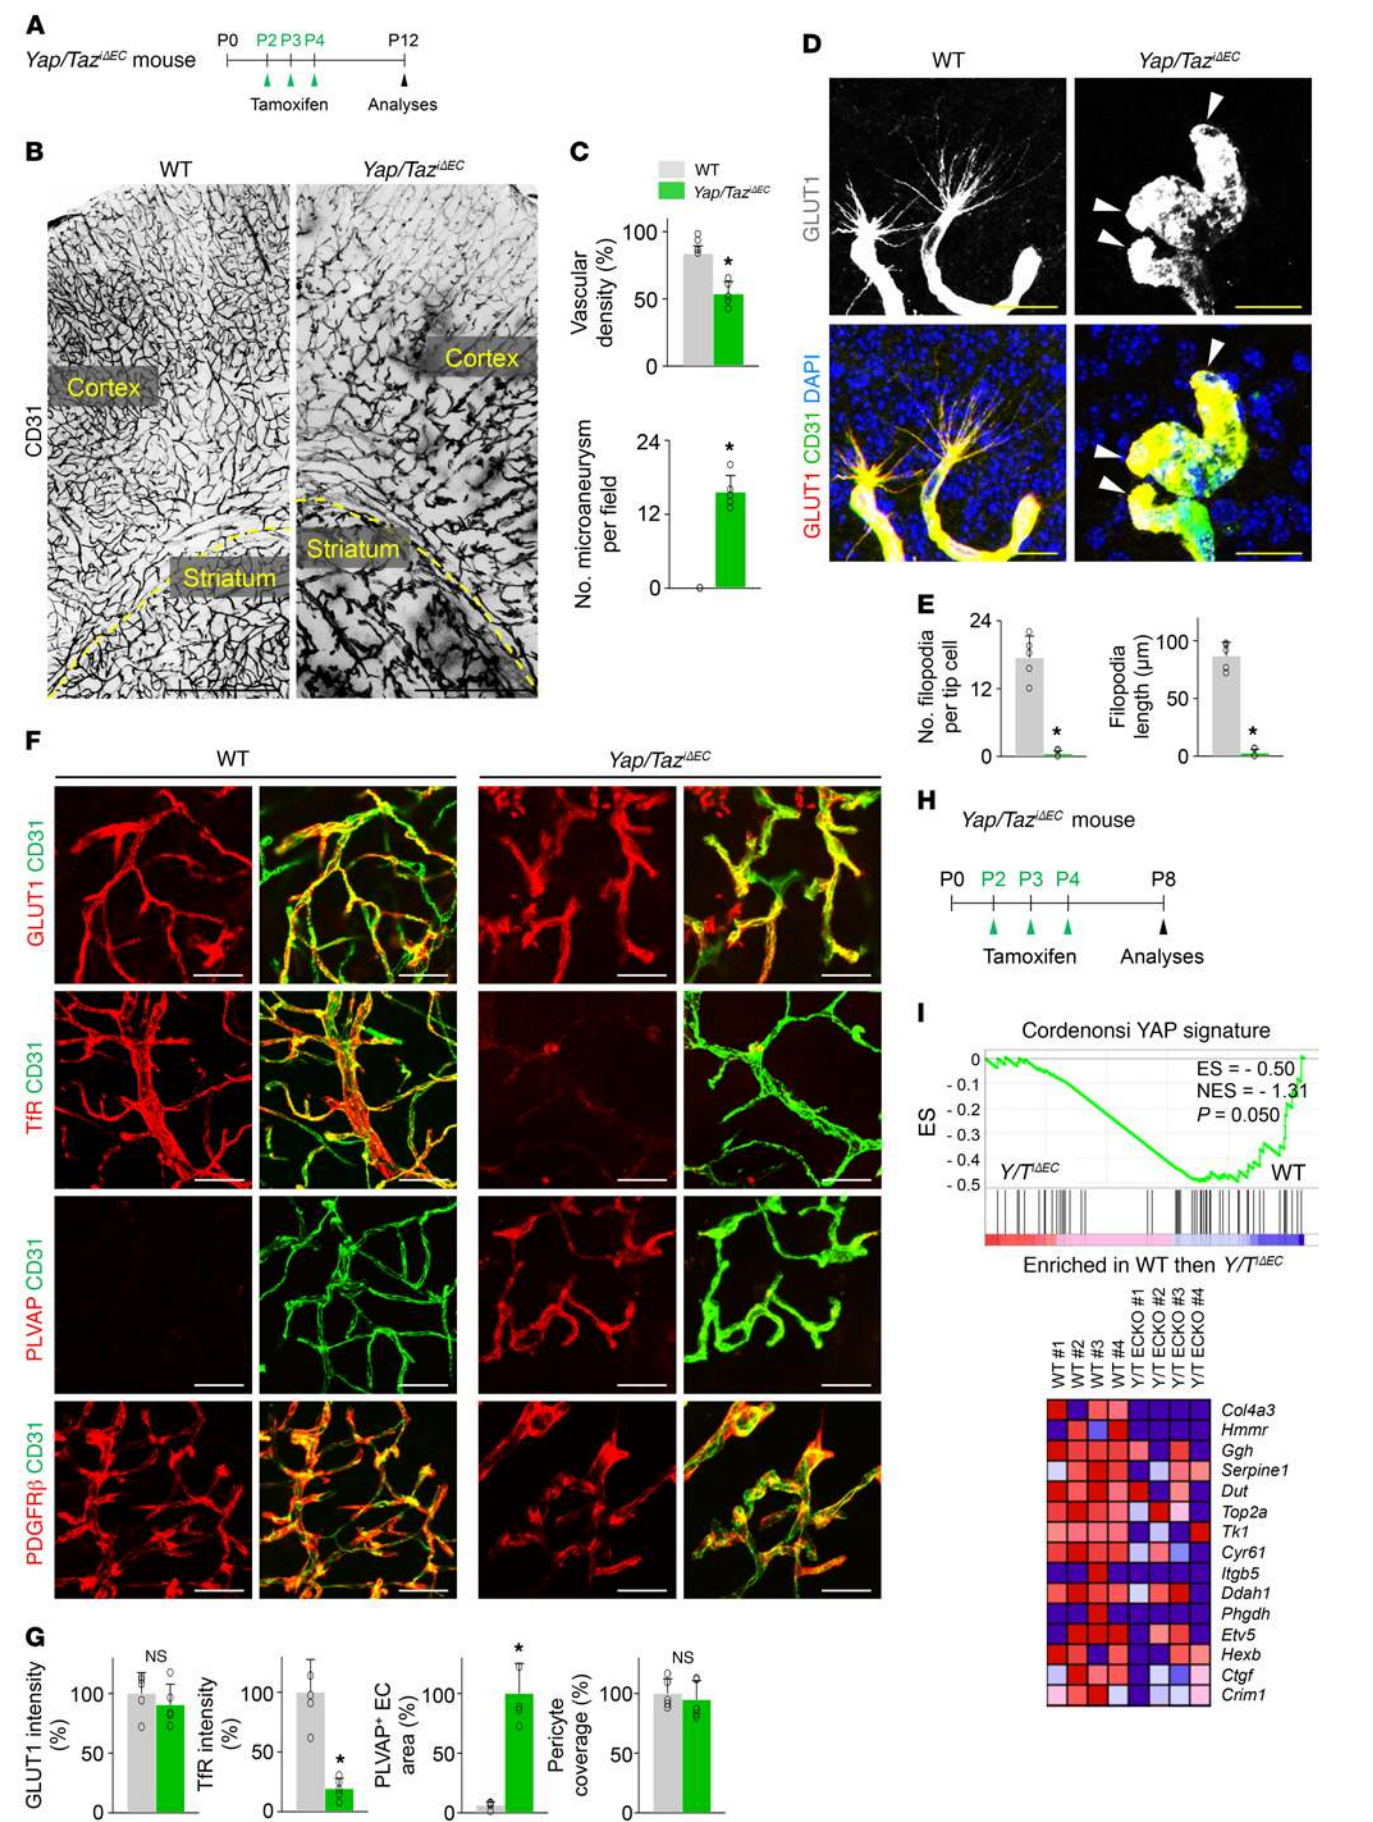 A
P0 P2 P3 P4 P12
Yap/Taz iΔEC mouse
Tamoxifen Analyses
B
WT Yap/Taz iΔEC
CD31
Cortex
Cortex
Striatum
Striatum
C
WT
Yap/Taz iΔEC
Vascular
density (%)
100
50
0
*
No. microaneurysm
per field
24
12
0
*
D
WT Yap/Taz iΔEC
GLUT1
GLUT1 CD31 DAPI
E
No. filopodia
per tip cell
24
12
0
*
Filopodia
length (μm)
100
50
0
*
F
WT Yap/Taz iΔEC
GLUT1 CD31
TfR CD31
PLVAP CD31
PDGFRβ CD31
G
GLUT1 intensity
(%)
100
50
0
NS
TfR intensity
(%)
100
50
0
*
PLVAP+ EC
area (%)
100
50
0
*
Pericyte
coverage (%)
100
50
0
NS
H
Yap/Taz iΔEC mouse
P0 P2 P3 P4 P8
Tamoxifen Analyses
I
Cordenonsi YAP signature
ES
0
- 0.1
- 0.2
- 0.3
- 0.4
- 0.5
ES = - 0.50
NES = - 1.31
P = 0.050
Y/T iΔEC WT
Enriched in WT then Y/T iΔEC
WT #1
WT #2
WT #3
WT #4
Y/T ECKO #1
Y/T ECKO #2
Y/T ECKO #3
Y/T ECKO #4
Col4a3
Hmmr
Ggh
Serpine1
Dut
Top2a
Tk1
Cyr61
Itgb5
Ddah1
Phgdh
Etv5
Hexb
Ctgf
Crim1